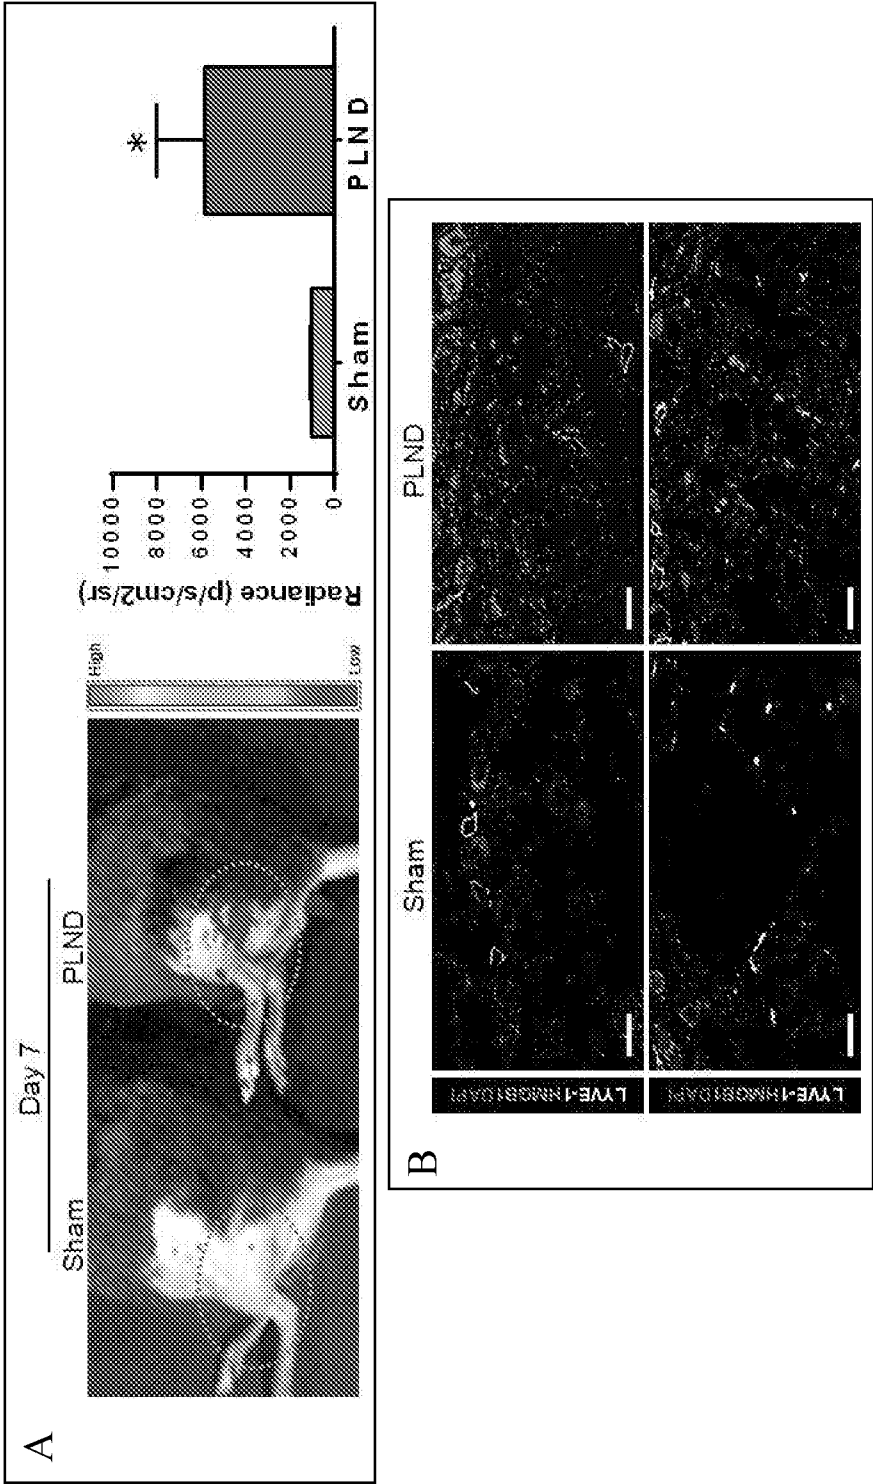 A
Day 7
Sham
PLND
High
Low
Radiance (p/s/cm2/sr)
10000
8000
6000
4000
2000
0
*
Sham
PLND
B
Sham
PLND
LYVE-1HMGB1DAPI
LYVE-1HMGB1DAPI